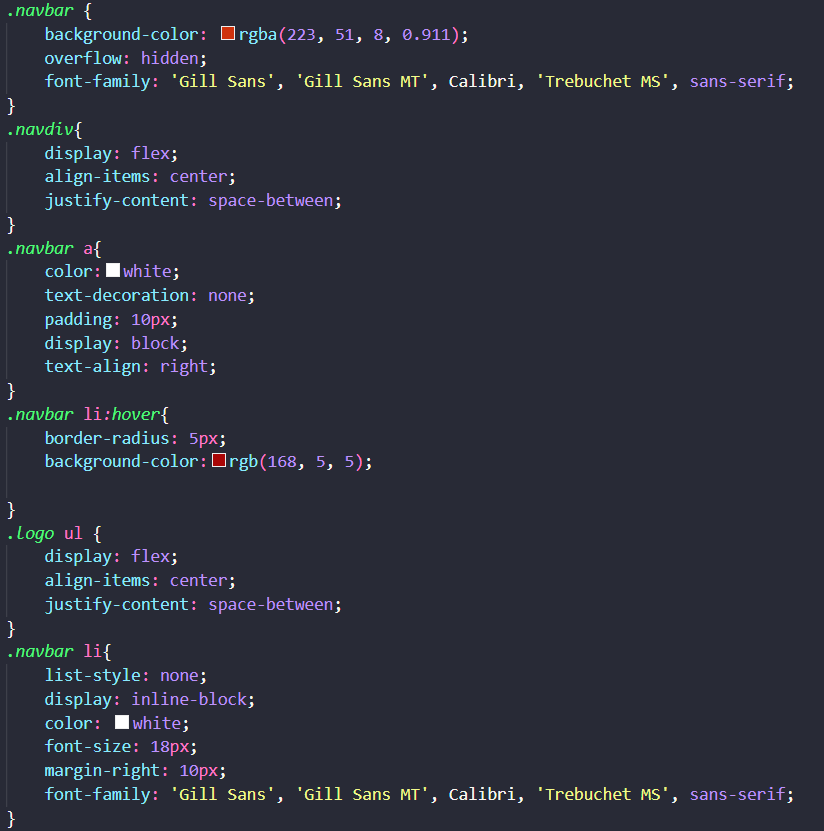 .navbar {
    background-color: rgba(223, 51, 8, 0.911);
    overflow: hidden;
    font-family: 'Gill Sans', 'Gill Sans MT', Calibri, 'Trebuchet MS', sans-serif;
}
.navdiv{
    display: flex;
    align-items: center;
    justify-content: space-between;
}
.navbar a{
    color: white;
    text-decoration: none;
    padding: 10px;
    display: block;
    text-align: right;
}
.navbar li:hover{
    border-radius: 5px;
    background-color: rgb(168, 5, 5);

}
.logo ul {
    display: flex;
    align-items: center;
    justify-content: space-between;
}
.navbar li{
    list-style: none;
    display: inline-block;
    color: white;
    font-size: 18px;
    margin-right: 10px;
    font-family: 'Gill Sans', 'Gill Sans MT', Calibri, 'Trebuchet MS', sans-serif;
}